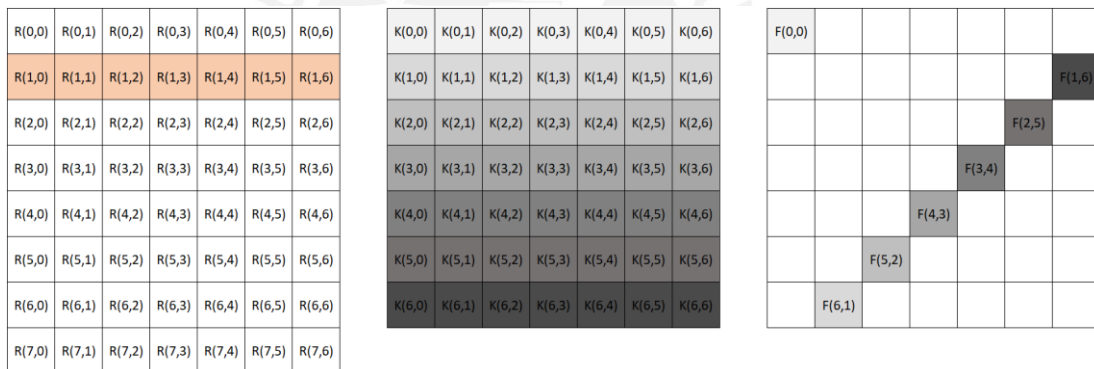 R(0,0) R(0,1) R(0,2) R(0,3) R(0,4) R(0,5) R(0,6) K(0,0) K(0,1) K(0,2) K(0,3) K(0,4) K(0,5) K(0,6) F(0,0)
R(1,0) R(1,1) R(1,2) R(1,3) R(1,4) R(1,5) R(1,6) K(1,0) K(1,1) K(1,2) K(1,3) K(1,4) K(1,5) K(1,6) F(1,6)
R(2,0) R(2,1) R(2,2) R(2,3) R(2,4) R(2,5) R(2,6) K(2,0) K(2,1) K(2,2) K(2,3) K(2,4) K(2,5) K(2,6) F(2,5)
R(3,0) R(3,1) R(3,2) R(3,3) R(3,4) R(3,5) R(3,6) K(3,0) K(3,1) K(3,2) K(3,3) K(3,4) K(3,5) K(3,6) F(3,4)
R(4,0) R(4,1) R(4,2) R(4,3) R(4,4) R(4,5) R(4,6) K(4,0) K(4,1) K(4,2) K(4,3) K(4,4) K(4,5) K(4,6) F(4,3)
R(5,0) R(5,1) R(5,2) R(5,3) R(5,4) R(5,5) R(5,6) K(5,0) K(5,1) K(5,2) K(5,3) K(5,4) K(5,5) K(5,6) F(5,2)
R(6,0) R(6,1) R(6,2) R(6,3) R(6,4) R(6,5) R(6,6) K(6,0) K(6,1) K(6,2) K(6,3) K(6,4) K(6,5) K(6,6) F(6,1)
R(7,0) R(7,1) R(7,2) R(7,3) R(7,4) R(7,5) R(7,6)